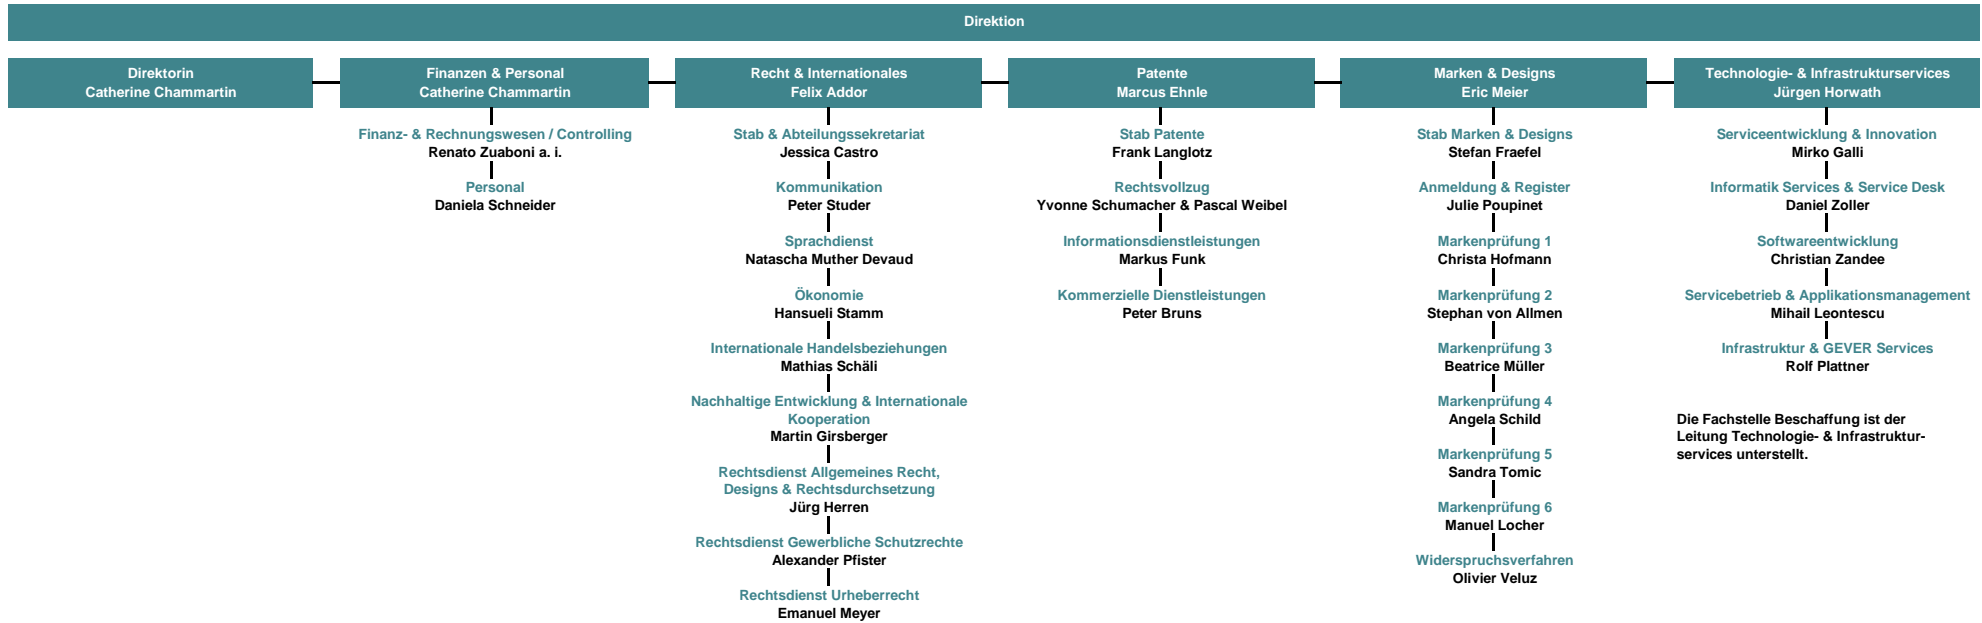 Direktion
Direktorin
Catherine Chammartin
Finanzen & Personal
Catherine Chammartin
Finanz- & Rechnungswesen / Controlling
Renato Zuaboni a. i.
Personal
Daniela Schneider
Recht & Internationales
Felix Addor
Stab & Abteilungssekretariat
Jessica Castro
Kommunikation
Peter Studer
Sprachdienst
Natascha Muther Devaud
Ökonomie
Hansueli Stamm
Internationale Handelsbeziehungen
Mathias Schäli
Nachhaltige Entwicklung & Internationale
Kooperation
Martin Girsberger
Rechtsdienst Allgemeines Recht,
Designs & Rechtsdurchsetzung
Jürg Herren
Rechtsdienst Gewerbliche Schutzrechte
Alexander Pfister
Rechtsdienst Urheberrecht
Emanuel Meyer
Patente
Marcus Ehnle
Stab Patente
Frank Langlotz
Rechtsvollzug
Yvonne Schumacher & Pascal Weibel
Informationsdienstleistungen
Markus Funk
Kommerzielle Dienstleistungen
Peter Bruns
Marken & Designs
Eric Meier
Stab Marken & Designs
Stefan Fraefel
Anmeldung & Register
Julie Poupinet
Markenprüfung 1
Christa Hofmann
Markenprüfung 2
Stephan von Allmen
Markenprüfung 3
Beatrice Müller
Markenprüfung 4
Angela Schild
Markenprüfung 5
Sandra Tomic
Markenprüfung 6
Manuel Locher
Widerspruchsverfahren
Olivier Veluz
Technologie- & Infrastrukturservices
Jürgen Horwath
Serviceentwicklung & Innovation
Mirko Galli
Informatik Services & Service Desk
Daniel Zoller
Softwareentwicklung
Christian Zandee
Servicebetrieb & Applikationsmanagement
Mihail Leontescu
Infrastruktur & GEVER Services
Rolf Plattner
Die Fachstelle Beschaffung ist der
Leitung Technologie- & Infrastruktur-
services unterstellt.